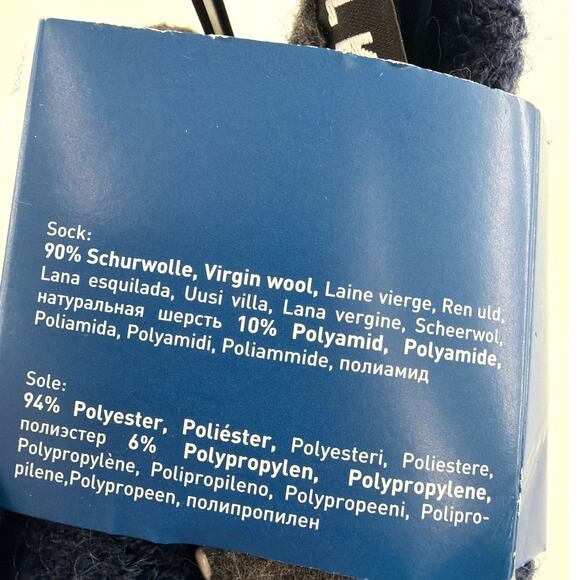 Sock:
90% Schurwolle, Virgin wool, Laine vierge, Ren uld,
Lana esquilada, Uusi villa, Lana vergine, Scheerwol,
натуральная шерсть 10% Polyamid, Polyamide,
Poliamida, Polyamidi, Poliammide, полиамид
Sole:
94% Polyester, Poliéster, Polyesteri, Poliestere,
полиэстер 6% Polypropylen, Polypropylene,
Polypropylène, Polipropileno, Polypropeeni, Polipro-
pilene,Polypropeen, полипропилен